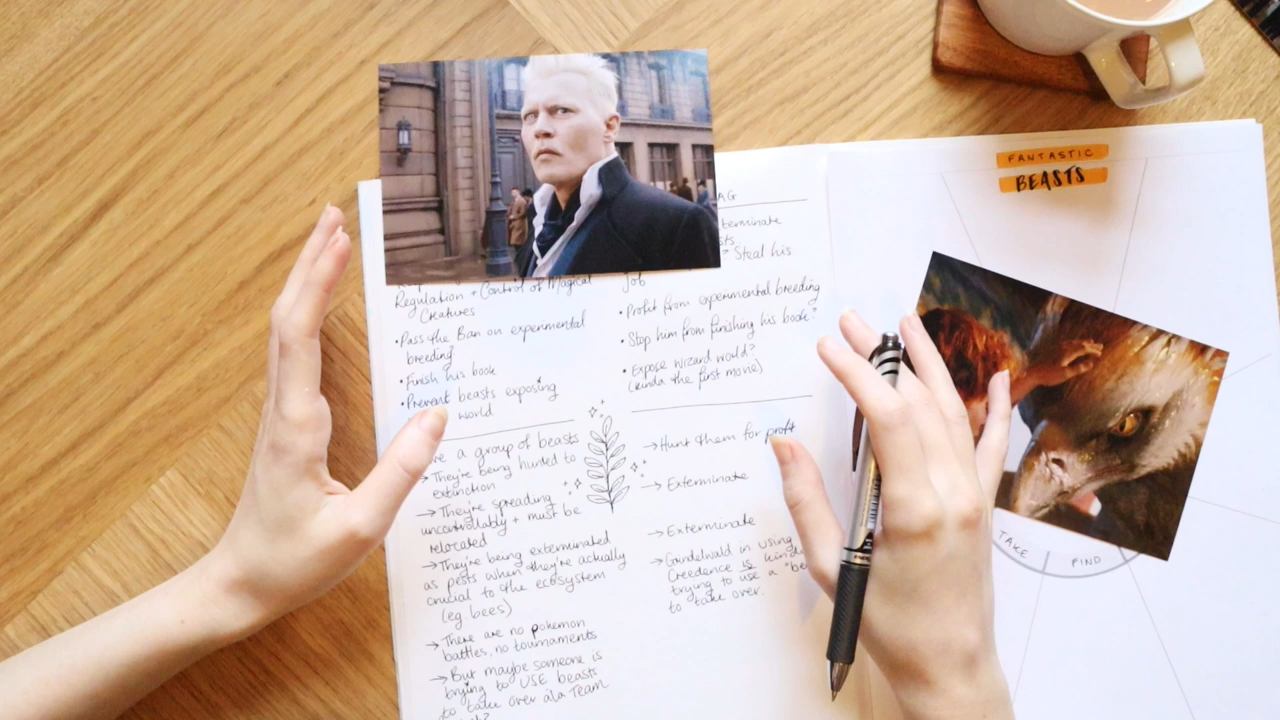 FANTASTIC
BEASTS
AG
terminate
Steal his
Job
Regulation + Control of Magical
Creatures
• Pass the Ban on experimental
breeding
• Finish his book
• Prevent beasts exposing
world
• Profit from experimental breeding
• Stop him from finishing his book?
• Expose wizard world?
(kinda the first movie)
a group of beasts
→ They're being hunted to
extinction
→ They're spreading
uncontrollably + must be
relocated
→ They're being exterminated
as pests when they're actually
crucial to the ecosystem
(eg. bees)
→ There are no pokemon
battles, no tournaments
→ But maybe someone is
trying to USE beasts
to take over ala Team
→ Hunt them for profit
→ Exterminate
→ Exterminate
→ Grindelwald in using
Creedence is kinda
trying to use a "be
to take over.
TAKE
FIND